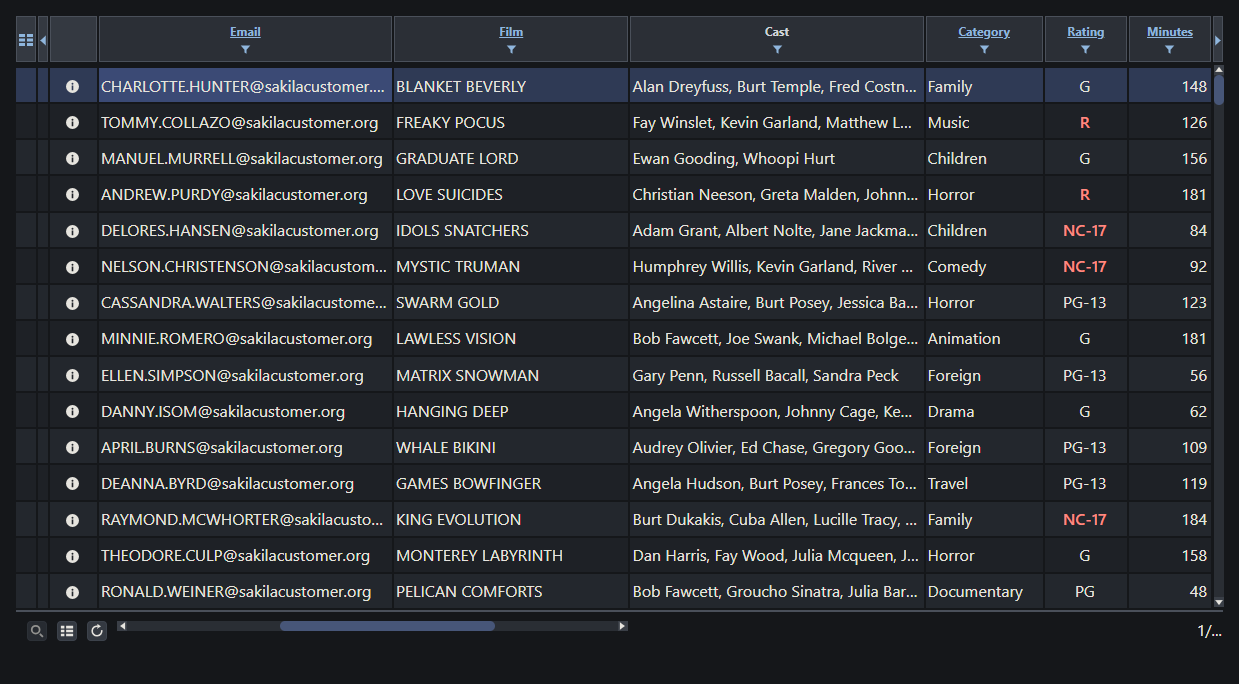 Email Film Cast Category Rating Minutes
CHARLOTTE.HUNTER@sakilacustomer.... BLANKET BEVERLY Alan Dreyfuss, Burt Temple, Fred Costn... Family G 148
TOMMY.COLLAZO@sakilacustomer.org FREAKY POCUS Fay Winslet, Kevin Garland, Matthew L... Music R 126
MANUEL.MURRELL@sakilacustomer.org GRADUATE LORD Ewan Gooding, Whoopi Hurt Children G 156
ANDREW.PURDY@sakilacustomer.org LOVE SUICIDES Christian Neeson, Greta Malden, Johnn... Horror R 181
DELORES.HANSEN@sakilacustomer.org IDOLS SNATCHERS Adam Grant, Albert Nolte, Jane Jackma... Children NC-17 84
NELSON.CHRISTENSON@sakilacustom... MYSTIC TRUMAN Humphrey Willis, Kevin Garland, River ... Comedy NC-17 92
CASSANDRA.WALTERS@sakilacustome... SWARM GOLD Angelina Astaire, Burt Posey, Jessica Ba... Horror PG-13 123
MINNIE.ROMERO@sakilacustomer.org LAWLESS VISION Bob Fawcett, Joe Swank, Michael Bolge... Animation G 181
ELLEN.SIMPSON@sakilacustomer.org MATRIX SNOWMAN Gary Penn, Russell Bacall, Sandra Peck Foreign PG-13 56
DANNY.ISOM@sakilacustomer.org HANGING DEEP Angela Witherspoon, Johnny Cage, Ke... Drama G 62
APRIL.BURNS@sakilacustomer.org WHALE BIKINI Audrey Olivier, Ed Chase, Gregory Goo... Foreign PG-13 109
DEANNA.BYRD@sakilacustomer.org GAMES BOWFINGER Angela Hudson, Burt Posey, Frances To... Travel PG-13 119
RAYMOND.MCWHORTER@sakilacusto... KING EVOLUTION Burt Dukakis, Cuba Allen, Lucille Tracy, ... Family NC-17 184
THEODORE.CULP@sakilacustomer.org MONTEREY LABYRINTH Dan Harris, Fay Wood, Julia Mcqueen, J... Horror G 158
RONALD.WEINER@sakilacustomer.org PELICAN COMFORTS Bob Fawcett, Groucho Sinatra, Julia Bar... Documentary PG 48
1/...